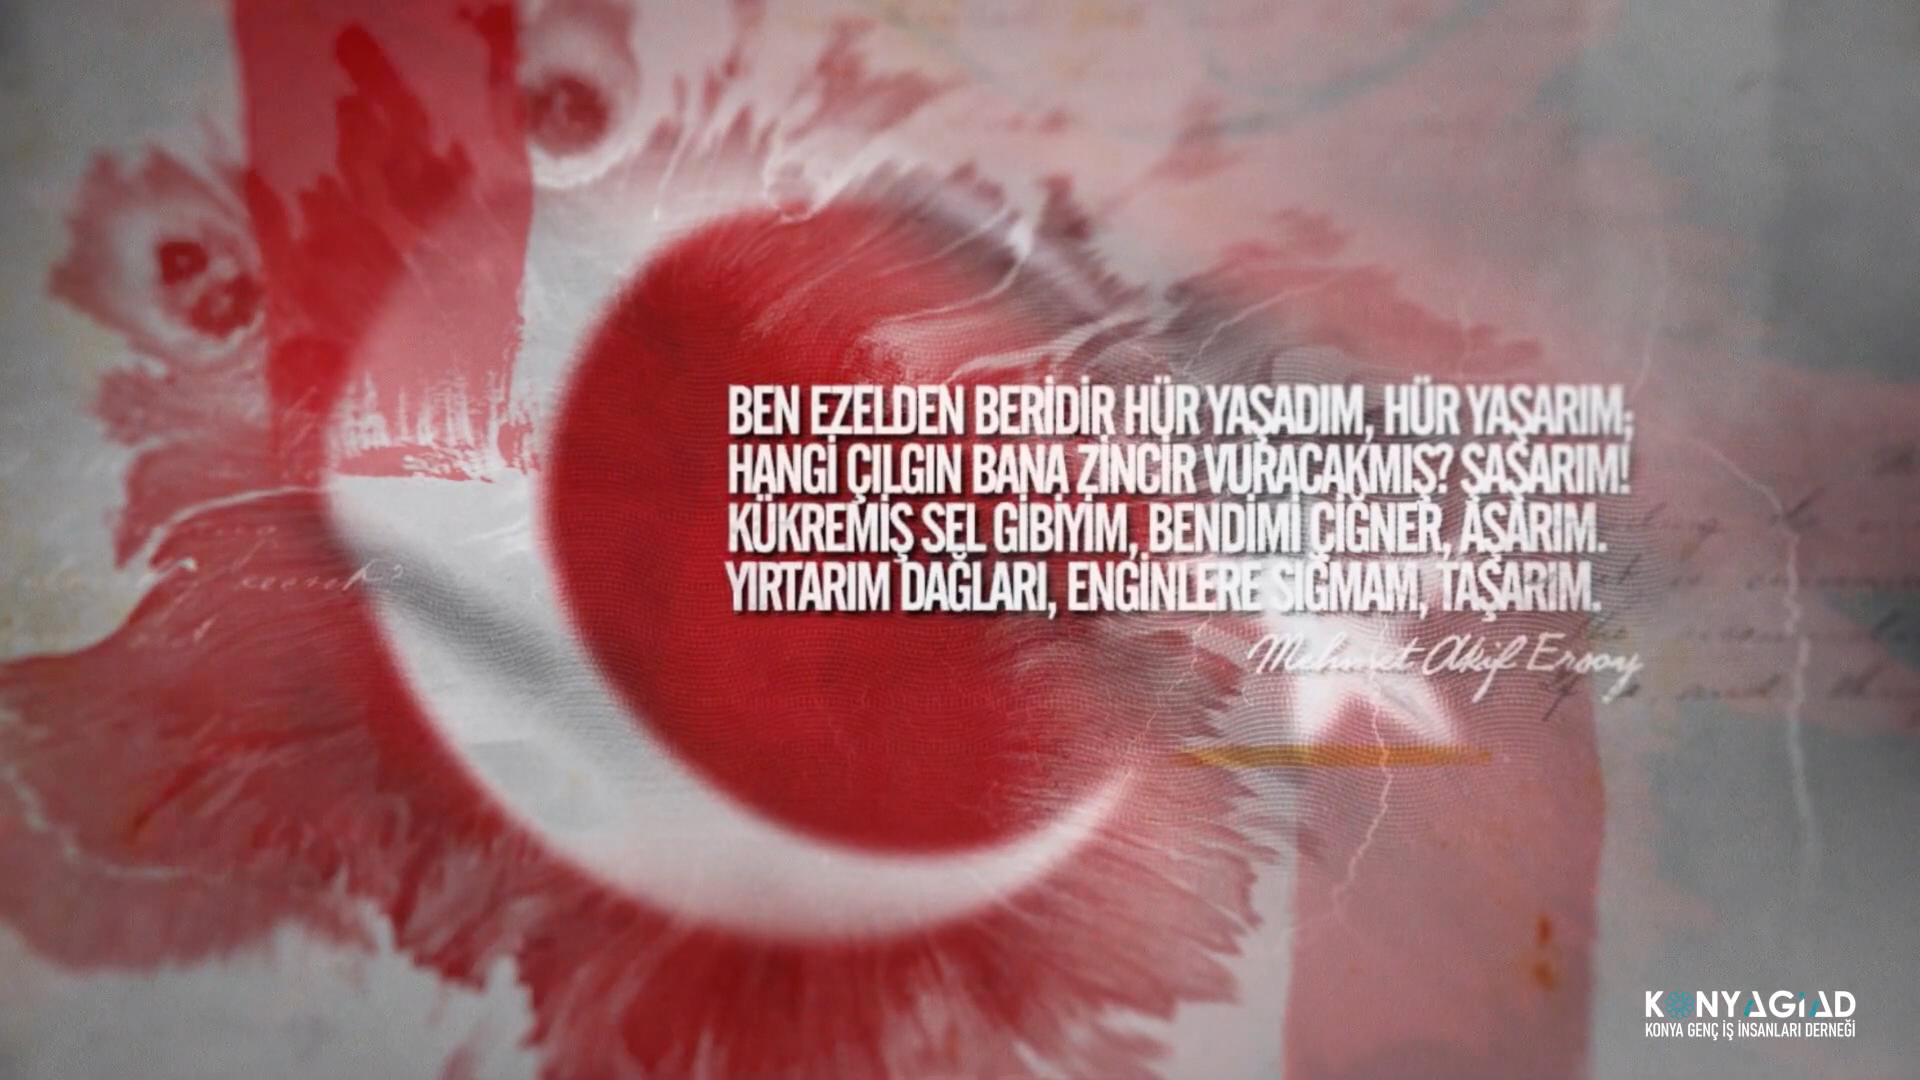 BEN EZELDEN BERİDİR HÜR YAŞADIM, HÜR YAŞARIM;
HANGİ ÇILGIN BANA ZİNCİR VURACAKMIŞ? ŞAŞARIM!
KÜKREMİŞ SEL GİBİYİM, BENDİMİ ÇİĞNER, AŞARIM.
YIRTARIM DAĞLARI, ENGİNLERE SIĞMAM, TAŞARIM.
Mehmet Akif Ersoy
KONYAGİAD
KONYA GENÇ İŞ İNSANLARI DERNEĞİ